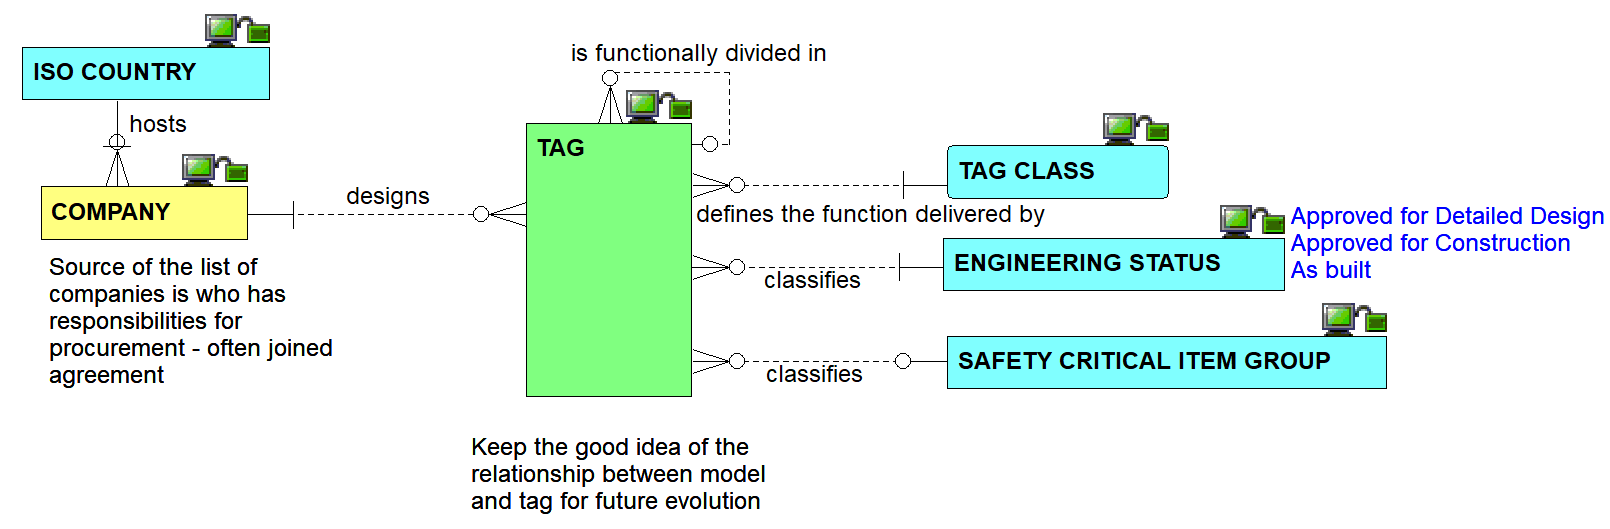 ISO COUNTRY
hosts
COMPANY
Source of the list of
companies is who has
responsibilities for
procurement - often joined
agreement
designs
is functionally divided in
TAG
TAG CLASS
defines the function delivered by
ENGINEERING STATUS
classifies
Approved for Detailed Design
Approved for Construction
As built
SAFETY CRITICAL ITEM GROUP
classifies
Keep the good idea of the
relationship between model
and tag for future evolution